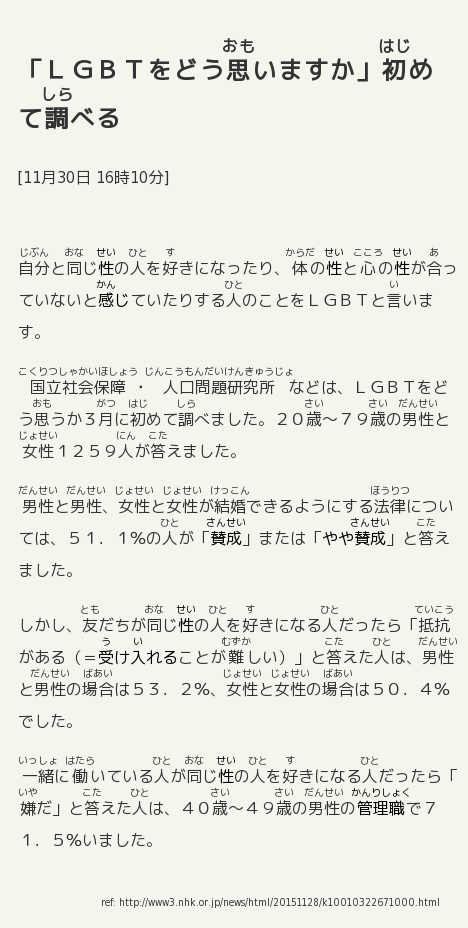 「ＬＧＢＴをどう思いますか」初め
て調べる
[11月30日 16時10分]
自分と同じ性の人を好きになったり、体の性と心の性が合っ
ていないと感じていたりする人のことをＬＧＢＴと言いま
す。
国立社会保障・人口問題研究所などは、ＬＧＢＴをど
う思うか３月に初めて調べました。２０歳～７９歳の男性と
女性１２５９人が答えました。
男性と男性、女性と女性が結婚できるようにする法律につい
ては、５１．１％の人が「賛成」または「やや賛成」と答え
ました。
しかし、友だちが同じ性の人を好きになる人だったら「抵抗
がある（＝受け入れることが難しい）」と答えた人は、男性
と男性の場合は５３．２％、女性と女性の場合は５０．４％
でした。
一緒に働いている人が同じ性の人を好きになる人だったら「
嫌だ」と答えた人は、４０歳～４９歳の男性の管理職で７
１．５％いました。
ref: http://www3.nhk.or.jp/news/html/20151128/k10010322671000.html